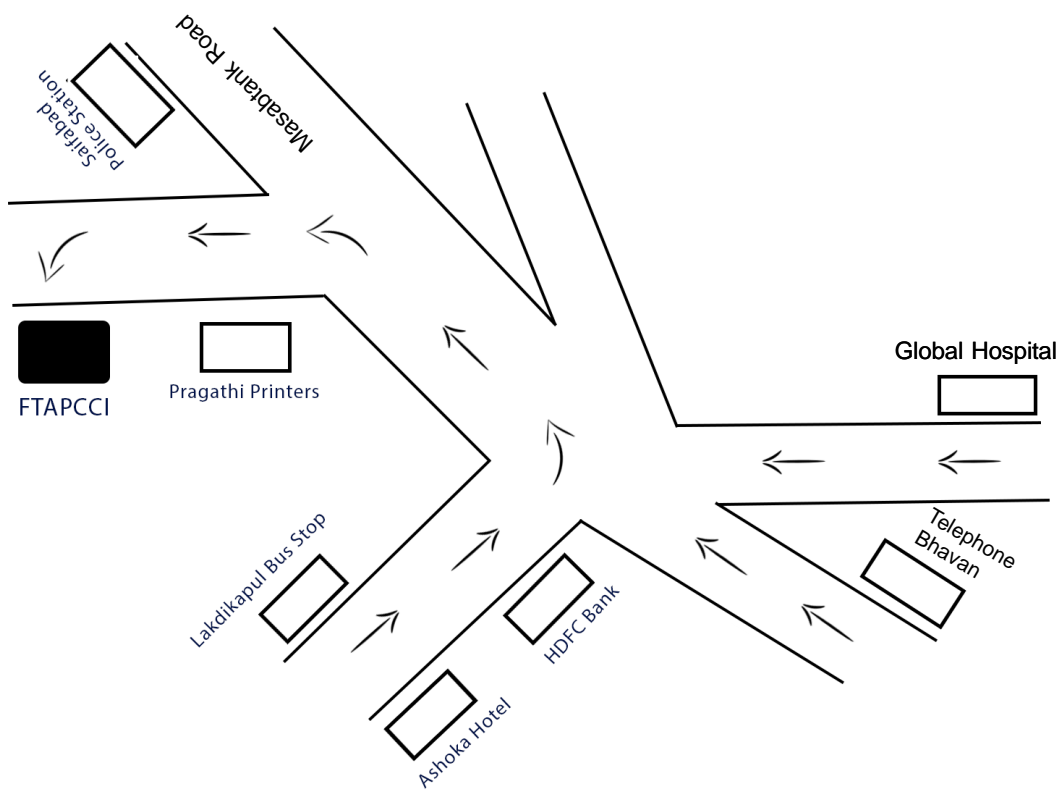 Masabtank Road
Saifabad
Police Station
Global Hospital
FTAPCCI
Pragathi Printers
Telephone
Bhavan
Lakdikapul Bus Stop
HDFC Bank
Ashoka Hotel